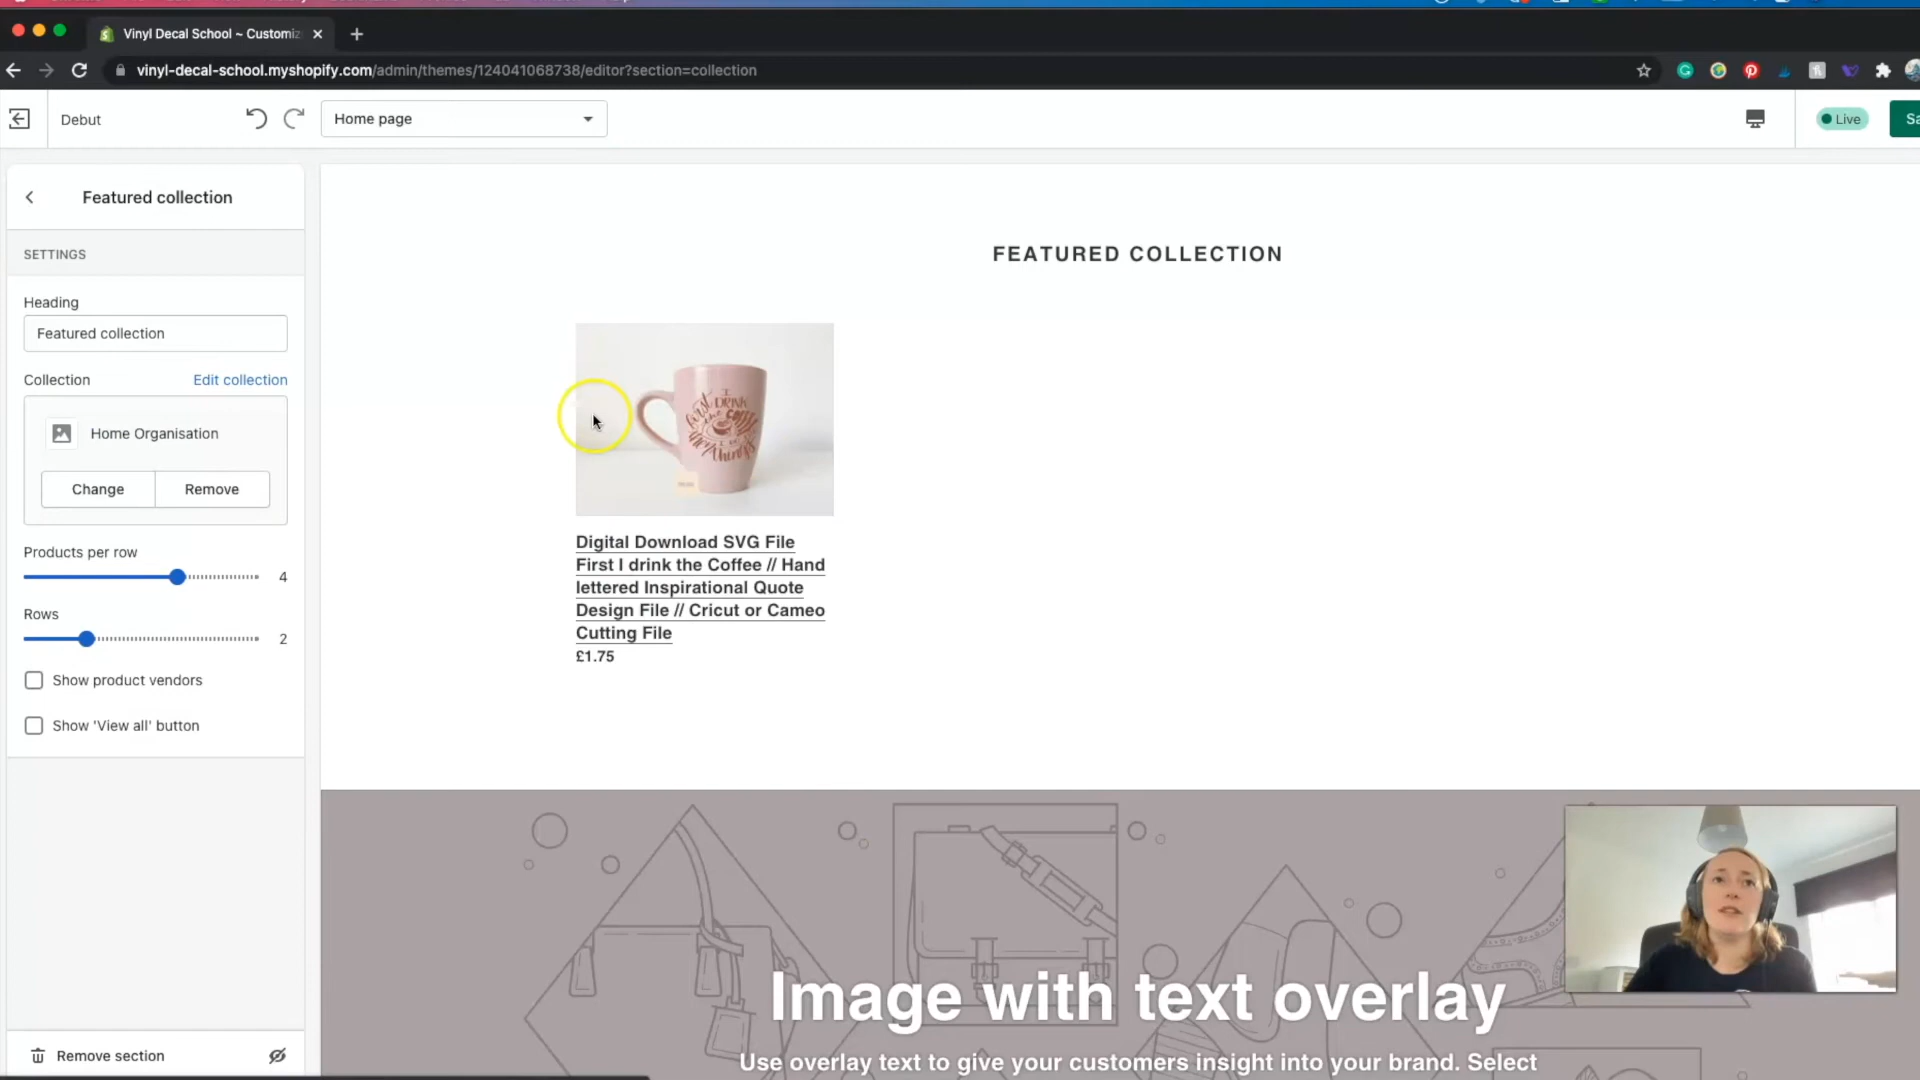 Vinyl Decal School ~ Customiz
vinyl-decal-school.myshopify.com/admin/themes/124041068738/editor?section=collection
Debut
Home page
Live
Sa
Featured collection
SETTINGS
Heading
Featured collection
Collection
Edit collection
Home Organisation
Change
Remove
Products per row
4
Rows
2
Show product vendors
Show 'View all' button
Remove section
FEATURED COLLECTION
I
DRINK
Digital Download SVG File
First I drink the Coffee // Hand
lettered Inspirational Quote
Design File // Cricut or Cameo
Cutting File
£1.75
Image with text overlay
Use overlay text to give your customers insight into your brand. Select